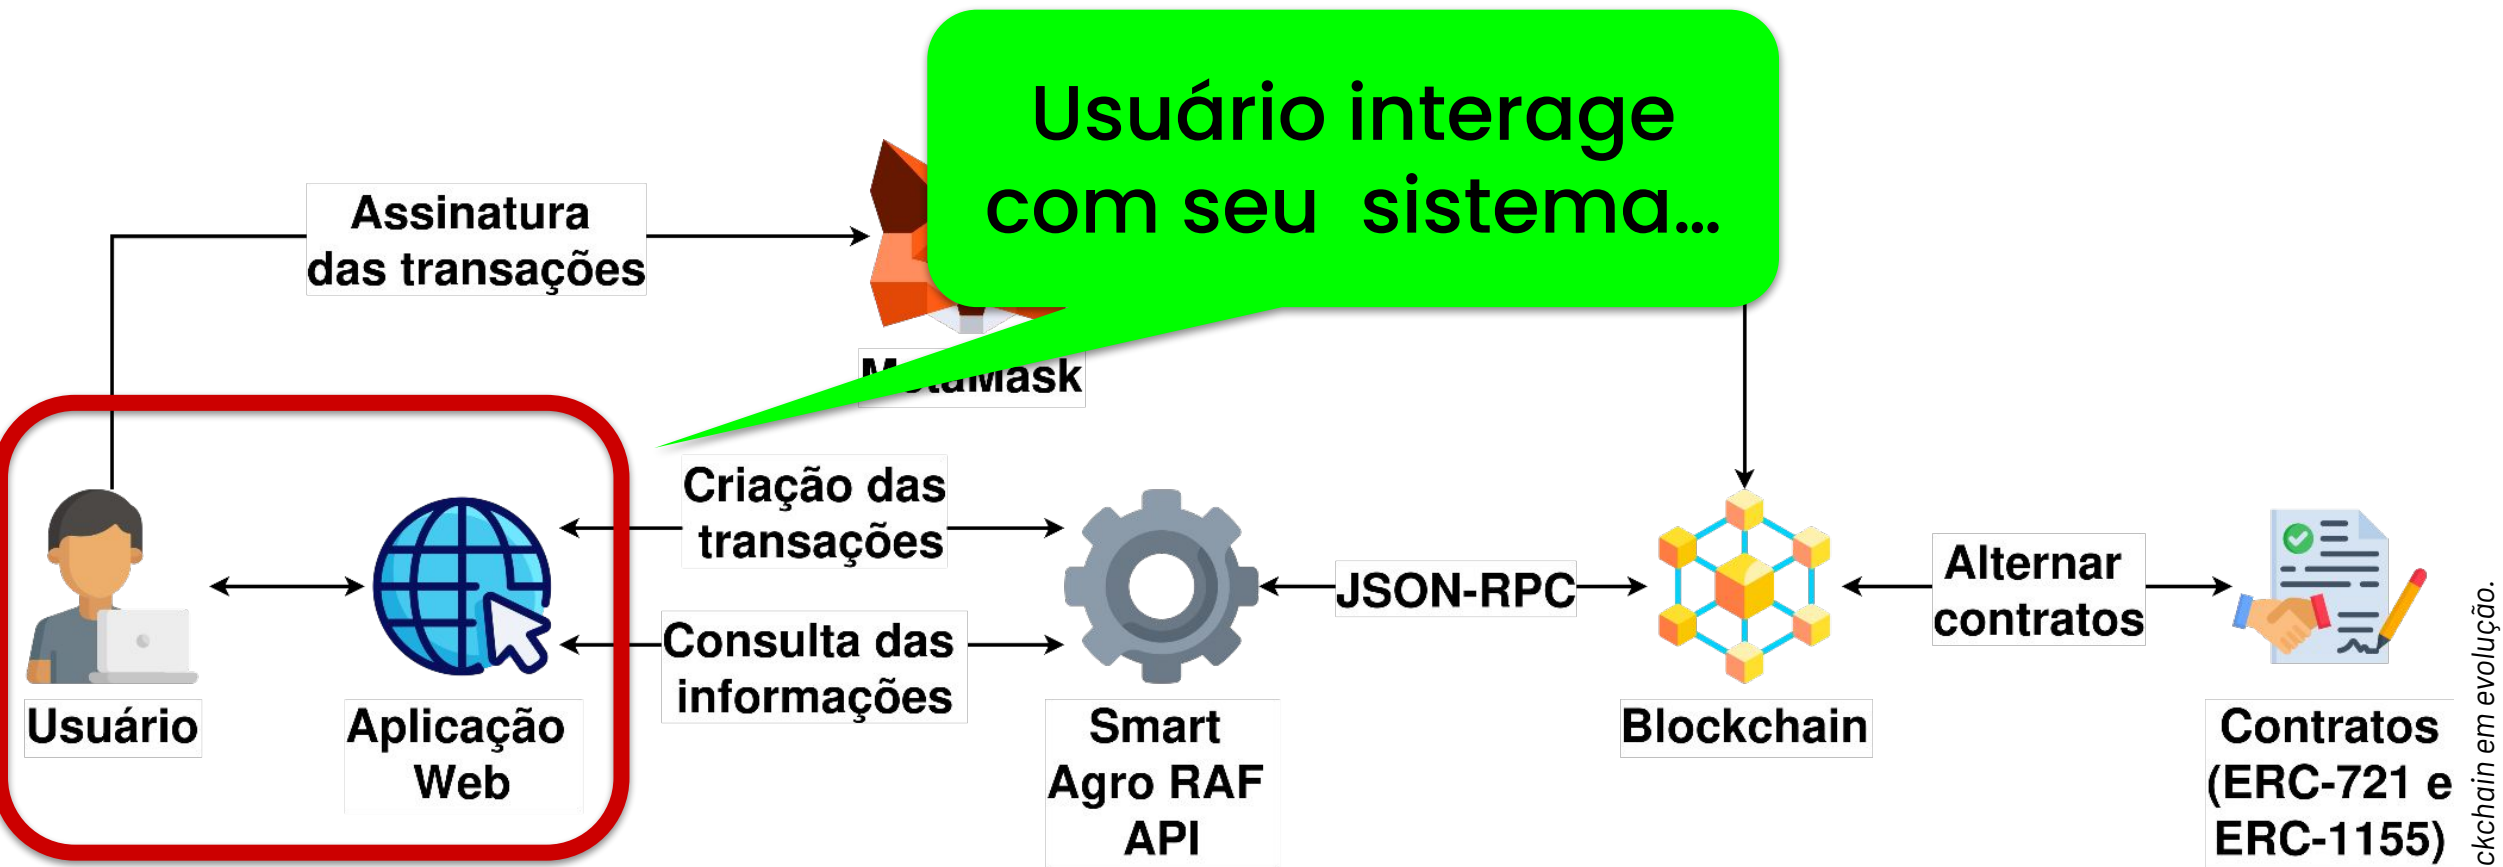 Usuário interage
com seu sistema...
Assinatura
das transações
MetaMask
Criação das
transações
Consulta das
informações
JSON-RPC
Alternar
contratos
Usuário
Aplicação
Web
Smart
Agro RAF
API
Blockchain
Contratos
(ERC-721 e
ERC-1155)
ckchain em evolução.